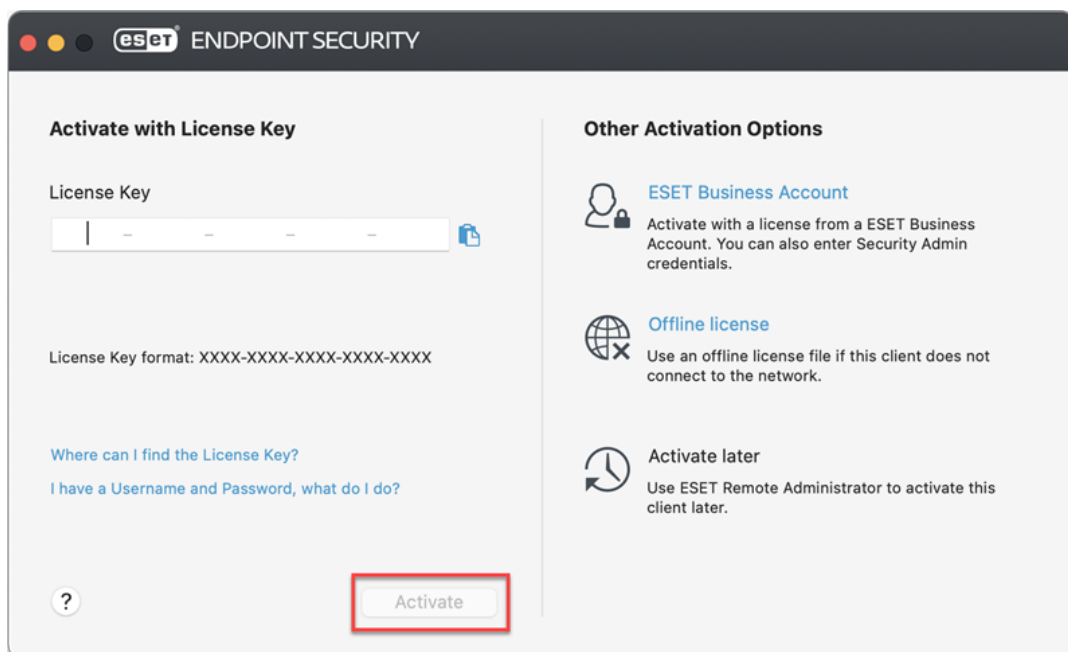 eset ENDPOINT SECURITY
Activate with License Key
License Key
– – – –
License Key format: XXXX-XXXX-XXXX-XXXX-XXXX
Where can I find the License Key?
I have a Username and Password, what do I do?
?
Activate
Other Activation Options
ESET Business Account
Activate with a license from a ESET Business
Account. You can also enter Security Admin
credentials.
Offline license
Use an offline license file if this client does not
connect to the network.
Activate later
Use ESET Remote Administrator to activate this
client later.